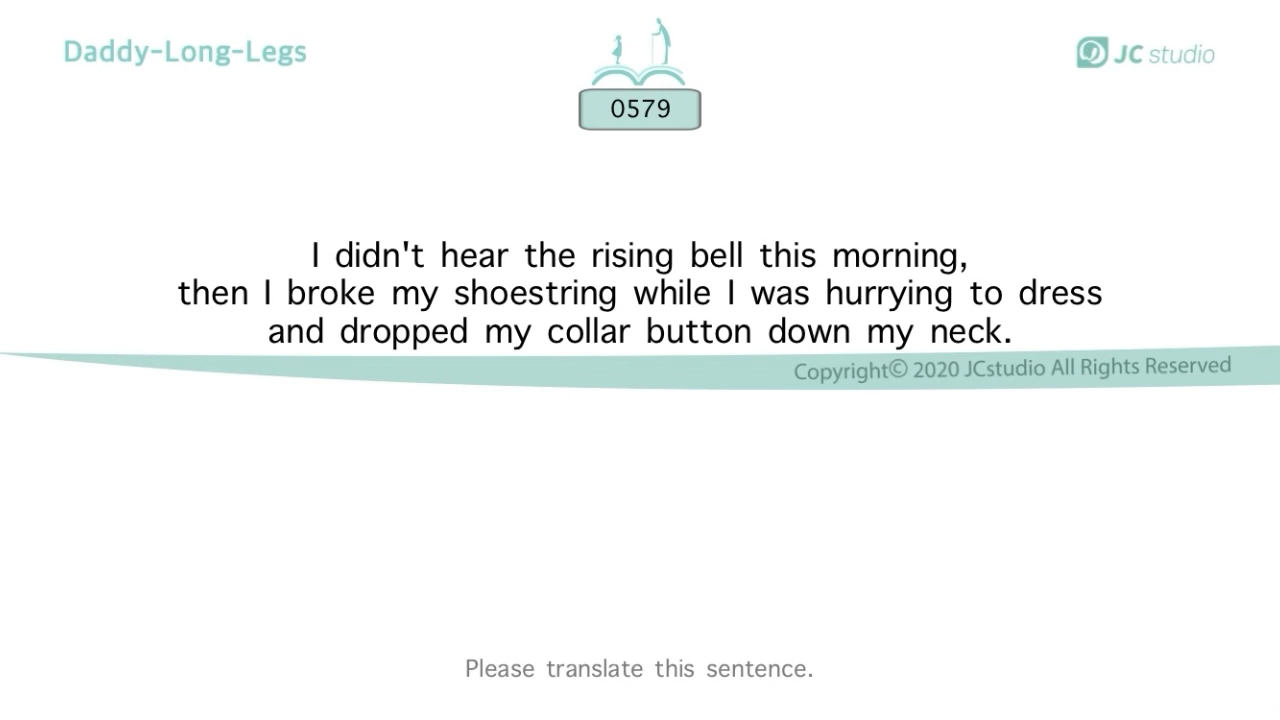 Daddy-Long-Legs
JC studio
0579
I didn't hear the rising bell this morning,
then I broke my shoestring while I was hurrying to dress
and dropped my collar button down my neck.
Copyright© 2020 JCstudio All Rights Reserved
Please translate this sentence.